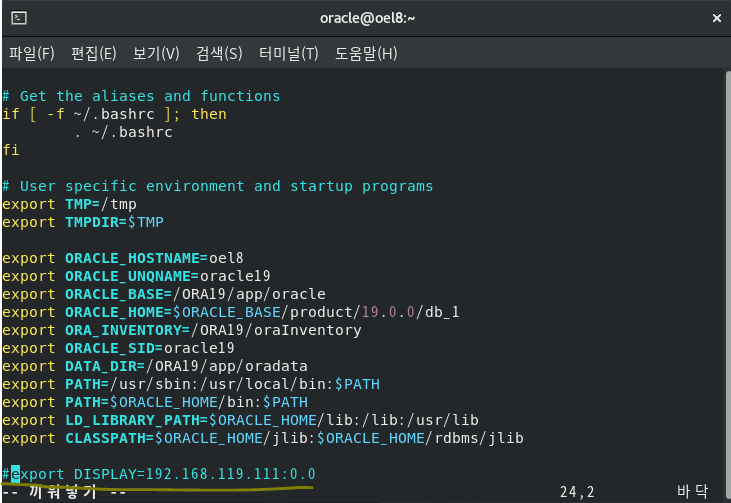 oracle@oel8:~
파일(F) 편집(E) 보기(V) 검색(S) 터미널(T) 도움말(H)
# Get the aliases and functions
if [ -f ~/.bashrc ]; then
        . ~/.bashrc
fi
# User specific environment and startup programs
export TMP=/tmp
export TMPDIR=$TMP
export ORACLE_HOSTNAME=oel8
export ORACLE_UNQNAME=oracle19
export ORACLE_BASE=/ORA19/app/oracle
export ORACLE_HOME=$ORACLE_BASE/product/19.0.0/db_1
export ORA_INVENTORY=/ORA19/oraInventory
export ORACLE_SID=oracle19
export DATA_DIR=/ORA19/app/oradata
export PATH=/usr/sbin:/usr/local/bin:$PATH
export PATH=$ORACLE_HOME/bin:$PATH
export LD_LIBRARY_PATH=$ORACLE_HOME/lib:/lib:/usr/lib
export CLASSPATH=$ORACLE_HOME/jlib:$ORACLE_HOME/rdbms/jlib
#export DISPLAY=192.168.119.111:0.0
-- 끼워넣기 -- 24,2 바닥